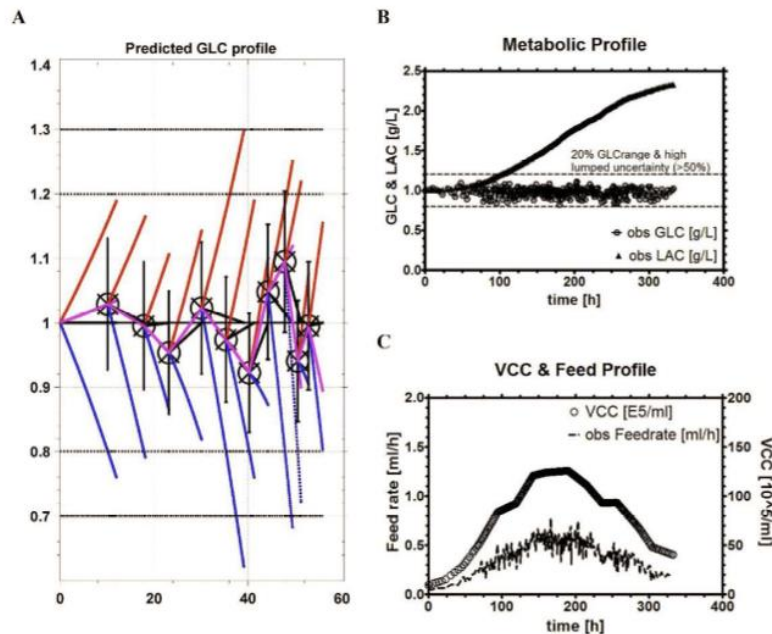 A
Predicted GLC profile
1.4
1.3
1.2
1.1
1
0.9
0.8
0.7
0
20
40
60
B
Metabolic Profile
GLC & LAC [g/L]
2.5
2.0
1.5
1.0
0.5
0.0
20% GLCrange & high
lumped uncertainty (>50%)
obs GLC [g/L]
obs LAC [g/L]
0 100 200 300 400
time [h]
C
VCC & Feed Profile
Feed rate [ml/h]
2.0
1.5
1.0
0.5
0.0
VCC [E5/ml]
obs Feedrate [ml/h]
200
150
100
50
0
VCC [10^5/ml]
0 100 200 300 400
time [h]